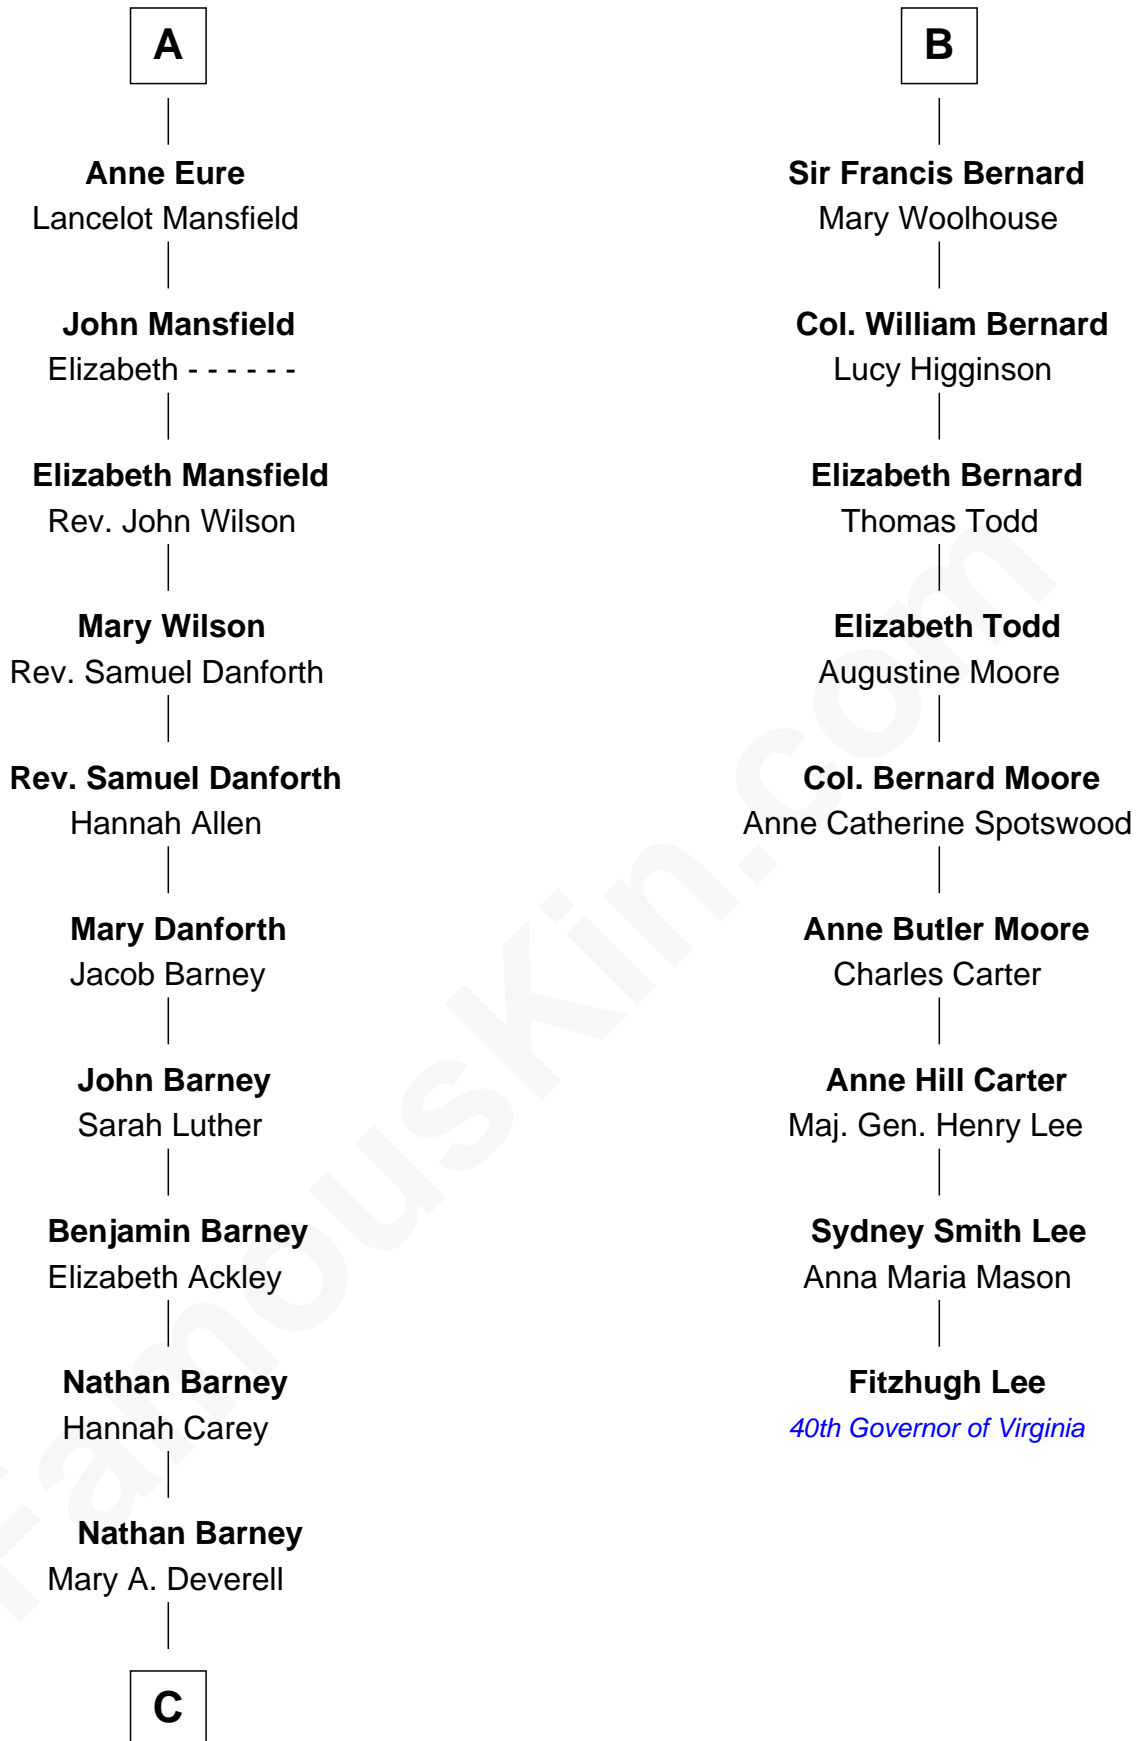 A
Anne Eure
Lancelot Mansfield
John Mansfield
Elizabeth - - - - - -
Elizabeth Mansfield
Rev. John Wilson
Mary Wilson
Rev. Samuel Danforth
Rev. Samuel Danforth
Hannah Allen
Mary Danforth
Jacob Barney
John Barney
Sarah Luther
Benjamin Barney
Elizabeth Ackley
Nathan Barney
Hannah Carey
Nathan Barney
Mary A. Deverell
C
B
Sir Francis Bernard
Mary Woolhouse
Col. William Bernard
Lucy Higginson
Elizabeth Bernard
Thomas Todd
Elizabeth Todd
Augustine Moore
Col. Bernard Moore
Anne Catherine Spotswood
Anne Butler Moore
Charles Carter
Anne Hill Carter
Maj. Gen. Henry Lee
Sydney Smith Lee
Anna Maria Mason
Fitzhugh Lee
40th Governor of Virginia
FamousKin.com